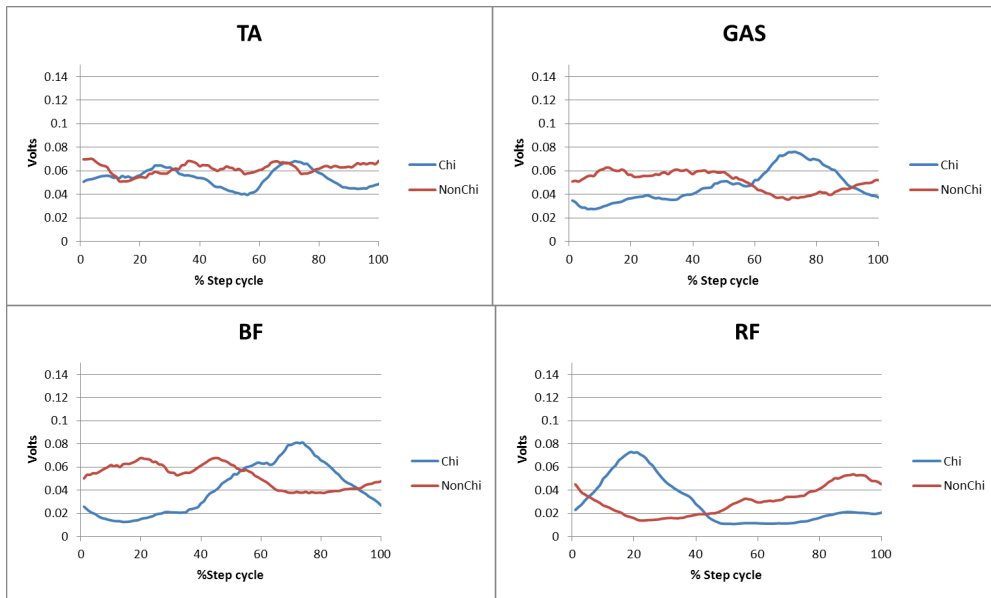 TA
0.14
0.12
0.1
0.08
0.06
0.04
0.02
0
Volts
0 20 40 60 80 100
% Step cycle
Chi
NonChi
GAS
0.14
0.12
0.1
0.08
0.06
0.04
0.02
0
Volts
0 20 40 60 80 100
% Step cycle
Chi
NonChi
BF
0.14
0.12
0.1
0.08
0.06
0.04
0.02
0
Volts
0 20 40 60 80 100
%Step cycle
Chi
NonChi
RF
0.14
0.12
0.1
0.08
0.06
0.04
0.02
0
Volts
0 20 40 60 80 100
% Step cycle
Chi
NonChi